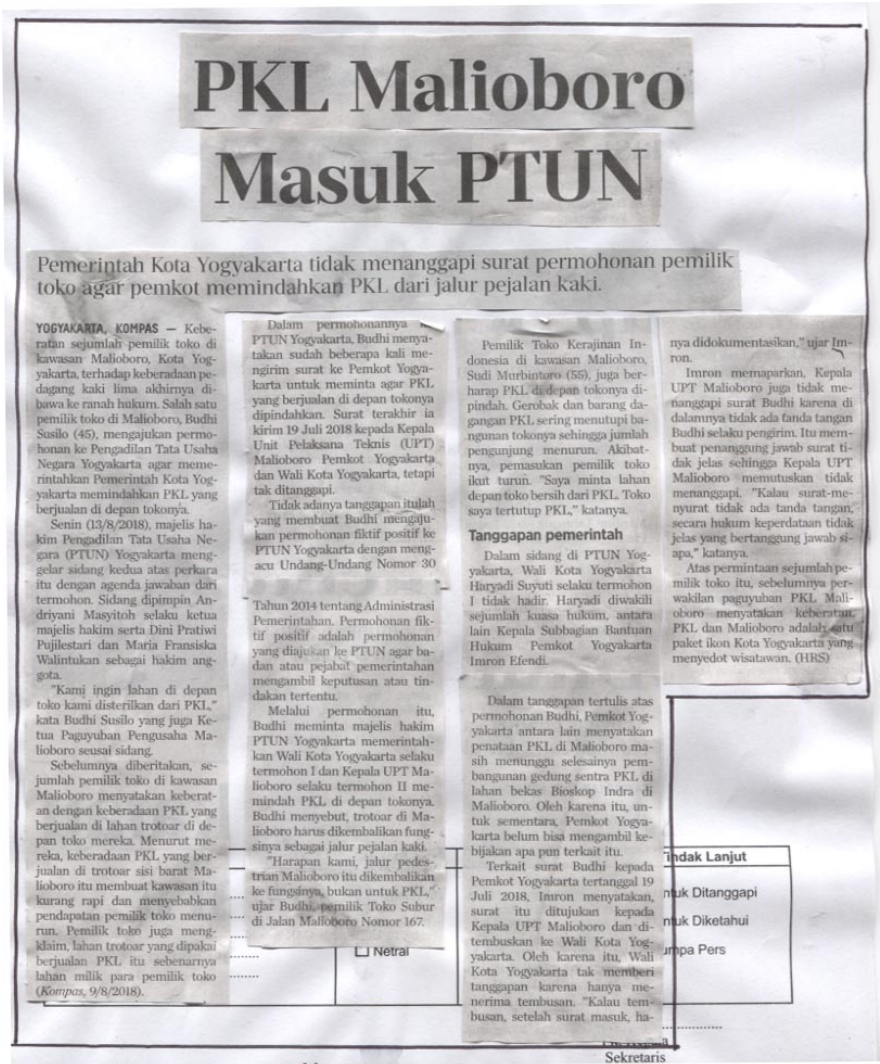 PKL Malioboro
Masuk PTUN
Pemerintah Kota Yogyakarta tidak menanggapi surat permohonan pemilik
toko agar pemkot memindahkan PKL dari jalur pejalan kaki.
YOGYAKARTA, KOMPAS — Kebe-
ratan sejumlah pemilik toko di
kawasan Malioboro, Kota Yog-
yakarta, terhadap keberadaan pe-
dagang kaki lima akhirnya di-
bawa ke ranah hukum. Salah satu
pemilik toko di Malioboro, Budhi
Susilo (45), mengajukan permo-
honan ke Pengadilan Tata Usaha
Negara Yogyakarta agar meme-
rintahkan Pemerintah Kota Yog-
yakarta memindahkan PKL yang
berjualan di depan tokonya.
Senin (13/8/2018), majelis ha-
kim Pengadilan Tata Usaha Ne-
gara (PTUN) Yogyakarta meng-
gelar sidang kedua atas perkara
itu dengan agenda jawaban dari
termohon. Sidang dipimpin An-
driyani Masyitoh selaku ketua
majelis hakim serta Dini Pratiwi
Pujilestari dan Maria Fransiska
Walintukan sebagai hakim ang-
gota.
"Kami ingin lahan di depan
toko kami disterilkan dari PKL,"
kata Budhi Susilo yang juga Ke-
tua Paguyuban Pengusaha Ma-
lioboro seusai sidang.
Sebelumnya diberitakan, se-
jumlah pemilik toko di kawasan
Malioboro menyatakan keberat-
an dengan keberadaan PKL yang
berjualan di lahan trotoar di de-
pan toko mereka. Menurut me-
reka, keberadaan PKL yang ber-
jualan di trotoar sisi barat Ma-
lioboro itu membuat kawasan itu
kurang rapi dan menyebabkan
pendapatan pemilik toko menu-
run. Pemilik toko juga meng-
klaim, lahan trotoar yang dipakai
berjualan PKL itu sebenarnya
lahan milik para pemilik toko
(Kompas, 9/8/2018).
Dalam permohonannya
PTUN Yogyakarta, Budhi menya-
takan sudah beberapa kali me-
ngirim surat ke Pemkot Yogya-
karta untuk meminta agar PKL
yang berjualan di depan tokonya
dipindahkan. Surat terakhir ia
kirim 19 Juli 2018 kepada Kepala
Unit Pelaksana Teknis (UPT)
Malioboro Pemkot Yogyakarta
dan Wali Kota Yogyakarta, tetapi
tak ditanggapi.
Tidak adanya tanggapan itulah
yang membuat Budhi mengaju-
kan permohonan fiktif positif ke
PTUN Yogyakarta dengan meng-
acu Undang-Undang Nomor 30
Tahun 2014 tentang Administrasi
Pemerintahan. Permohonan fik-
tif positif adalah permohonan
yang diajukan ke PTUN agar ba-
dan atau pejabat pemerintahan
mengambil keputusan atau tin-
dakan tertentu.
Melalui permohonan itu,
Budhi meminta majelis hakim
PTUN Yogyakarta memerintah-
kan Wali Kota Yogyakarta selaku
termohon I dan Kepala UPT Ma-
lioboro selaku termohon II me-
mindah PKL di depan tokonya.
Budhi menyebut, trotoar di Ma-
lioboro harus dikembalikan fung-
sinya sebagai jalur pejalan kaki.
"Harapan kami, jalur pedes-
trian Malioboro itu dikembalikan
ke fungsinya, bukan untuk PKL,"
ujar Budhi, pemilik Toko Subur
di Jalan Malioboro Nomor 167.
Pemilik Toko Kerajinan In-
donesia di kawasan Malioboro,
Sudi Murbintoro (55), juga ber-
harap PKL di depan tokonya di-
pindah. Gerobak dan barang da-
gangan PKL sering menutupi ba-
ngunan tokonya sehingga jumlah
pengunjung menurun. Akibat-
nya, pemasukan pemilik toko
ikut turun. "Saya minta lahan
depan toko bersih dari PKL. Toko
saya tertutup PKL," katanya.
Tanggapan pemerintah
Dalam sidang di PTUN Yog-
yakarta, Wali Kota Yogyakarta
Haryadi Suyuti selaku termohon
I tidak hadir. Haryadi diwakili
sejumlah kuasa hukum, antara
lain Kepala Subbagian Bantuan
Hukum Pemkot Yogyakarta
Imron Efendi.
Dalam tanggapan tertulis atas
permohonan Budhi, Pemkot Yog-
yakarta antara lain menyatakan
penataan PKL di Malioboro ma-
sih menunggu selesainya pem-
bangunan gedung sentra PKL di
lahan bekas Bioskop Indra di
Malioboro. Oleh karena itu, un-
tuk sementara, Pemkot Yogya-
karta belum bisa mengambil ke-
bijakan apa pun terkait itu.
Terkait surat Budhi kepada
Pemkot Yogyakarta tertanggal 19
Juli 2018, Imron menyatakan,
surat itu ditujukan kepada
Kepala UPT Malioboro dan di-
tembuskan ke Wali Kota Yog-
yakarta. Oleh karena itu, Wali
Kota Yogyakarta tak memberi
tanggapan karena hanya me-
nerima tembusan. "Kalau tem-
busan, setelah surat masuk, ha-
nya didokumentasikan," ujar Im-
ron.
Imron memaparkan, Kepala
UPT Malioboro juga tidak me-
nanggapi surat Budhi karena di
dalamnya tidak ada tanda tangan
Budhi selaku pengirim. Itu mem-
buat penanggung jawab surat ti-
dak jelas sehingga Kepala UPT
Malioboro memutuskan tidak
menanggapi. "Kalau surat-me-
nyurat tidak ada tanda tangan,
secara hukum keperdataan tidak
jelas yang bertanggung jawab si-
apa," katanya.
Atas permintaan sejumlah pe-
milik toko itu, sebelumnya per-
wakilan paguyuban PKL Mali-
oboro menyatakan keberatan.
PKL dan Malioboro adalah satu
paket ikon Kota Yogyakarta yang
menyedot wisatawan. (HRS)
Tindak Lanjut
ntuk Ditanggapi
ntuk Diketahui
umpa Pers
Netral
Sekretaris